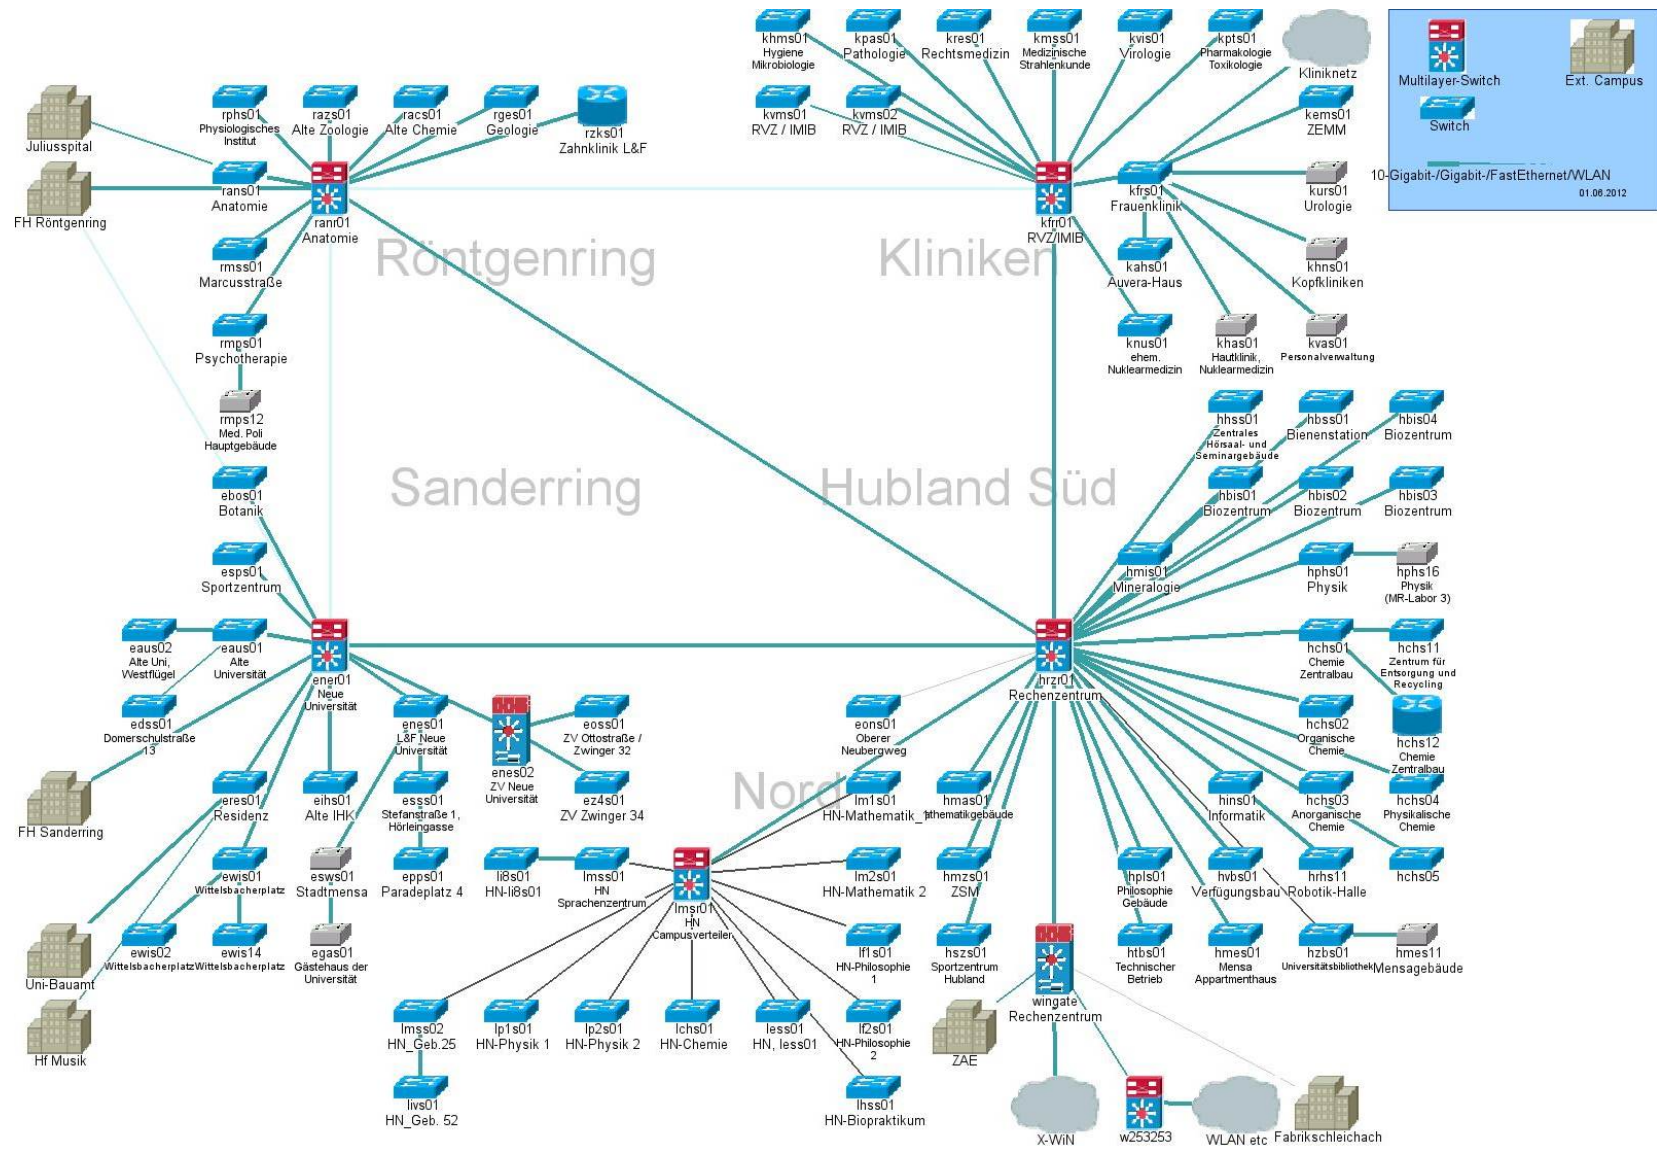 khms01
Hygiene
Mikrobiologie
kpas01
Pathologie
kres01
Rechtsmedizin
kmss01
Medizinische
Strahlenkunde
kvis01
Virologie
kpts01
Pharmakologie
Toxikologie
Kliniknetz
Multilayer-Switch
Ext. Campus
Switch
10-Gigabit-/Gigabit-/FastEthernet/WLAN
01.06.2012
Juliusspital
rphs01
Physiologisches
Institut
razs01
Alte Zoologie
racs01
Alte Chemie
rges01
Geologie
rzks01
Zahnklinik L&F
kvms01
RVZ / IMIB
kvms02
RVZ / IMIB
kems01
ZEMM
FH Röntgenring
rans01
Anatomie
ranr01
Anatomie
kfrr01
RVZ/IMIB
kfrs01
Frauenklinik
kurs01
Urologie
Röntgenring
Kliniken
rmss01
Marcusstraße
kahs01
Auvera-Haus
khns01
Kopfkliniken
rmps01
Psychotherapie
knus01
ehem.
Nuklearmedizin
khas01
Hautklinik,
Nuklearmedizin
kvas01
Personalverwaltung
rmps12
Med. Poli
Hauptgebäude
hhss01
Zentrales
Hörsaal- und
Seminargebäude
hbss01
Bienenstation
hbis04
Biozentrum
Sanderring
Hubland Süd
ebos01
Botanik
hbis01
Biozentrum
hbis02
Biozentrum
hbis03
Biozentrum
esps01
Sportzentrum
hmis01
Mineralogie
hphs01
Physik
hphs16
Physik
(MR-Labor 3)
eaus02
Alte Uni,
Westflügel
eaus01
Alte
Universität
ener01
Neue
Universität
hrzr01
Rechenzentrum
hchs01
Chemie
Zentralbau
hchs11
Zentrum für
Entsorgung und
Recycling
edss01
Domerschulstraße
13
enes01
L&F Neue
Universität
enes02
ZV Neue
Universität
eoss01
ZV Ottostraße /
Zwinger 32
eons01
Oberer
Neubergweg
hchs02
Organische
Chemie
hchs12
Chemie
Zentralbau
Nord
FH Sanderring
eres01
Residenz
eihs01
Alte IHK
esss01
Stefanstraße 1,
Hörleingasse
ez4s01
ZV Zwinger 34
lm1s01
HN-Mathematik_1
hmas01
athematikgebäude
hins01
Informatik
hchs03
Anorganische
Chemie
hchs04
Physikalische
Chemie
ewis01
Wittelsbacherplatz
esws01
Stadtmensa
epps01
Paradeplatz 4
li8s01
HN-li8s01
lmss01
HN
Sprachenzentrum
lmsr01
HN
Campusverteiler
lm2s01
HN-Mathematik 2
hmzs01
ZSM
hpls01
Philosophie
Gebäude
hvbs01
Verfügungsbau
hrhs11
Robotik-Halle
hchs05
Uni-Bauamt
ewis02
Wittelsbacherplatz
ewis14
Wittelsbacherplatz
egas01
Gästehaus der
Universität
lf1s01
HN-Philosophie
1
hszs01
Sportzentrum
Hubland
wingate
Rechenzentrum
htbs01
Technischer
Betrieb
hmes01
Mensa
Appartmenthaus
hzbs01
Universitätsbibliothek
hmes11
Mensagebäude
Hf Musik
lmss02
HN_Geb.25
lp1s01
HN-Physik 1
lp2s01
HN-Physik 2
lchs01
HN-Chemie
less01
HN, less01
lf2s01
HN-Philosophie
2
ZAE
livs01
HN_Geb. 52
lhss01
HN-Biopraktikum
X-WiN
w253253
WLAN etc
Fabrikschleichach